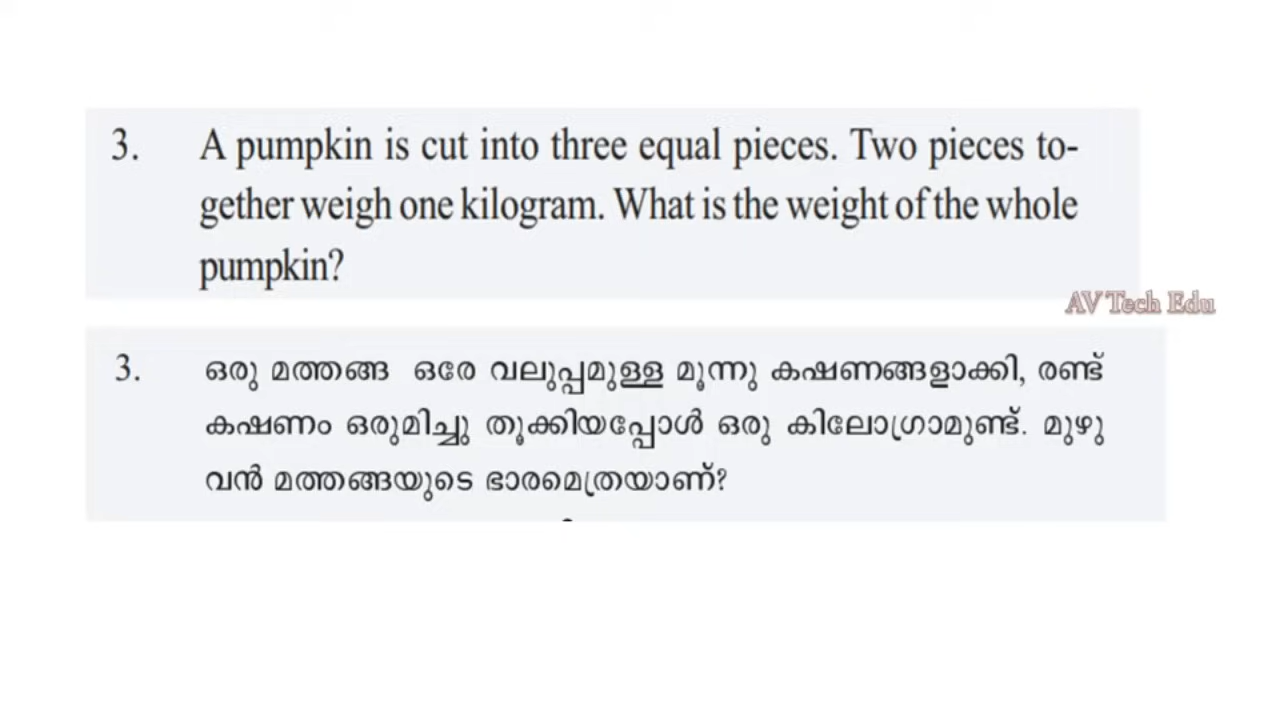 3. A pumpkin is cut into three equal pieces. Two pieces to-
gether weigh one kilogram. What is the weight of the whole
pumpkin?
AV Tech Edu
3. ഒരു മത്തങ്ങ ഒരേ വലുപ്പമുള്ള മൂന്നു കഷണങ്ങളാക്കി, രണ്ട്
കഷണം ഒരുമിച്ചു തൂക്കിയപ്പോൾ ഒരു കിലോഗ്രാമുണ്ട്. മുഴു
വൻ മത്തങ്ങയുടെ ഭാരമെത്രയാണ്?